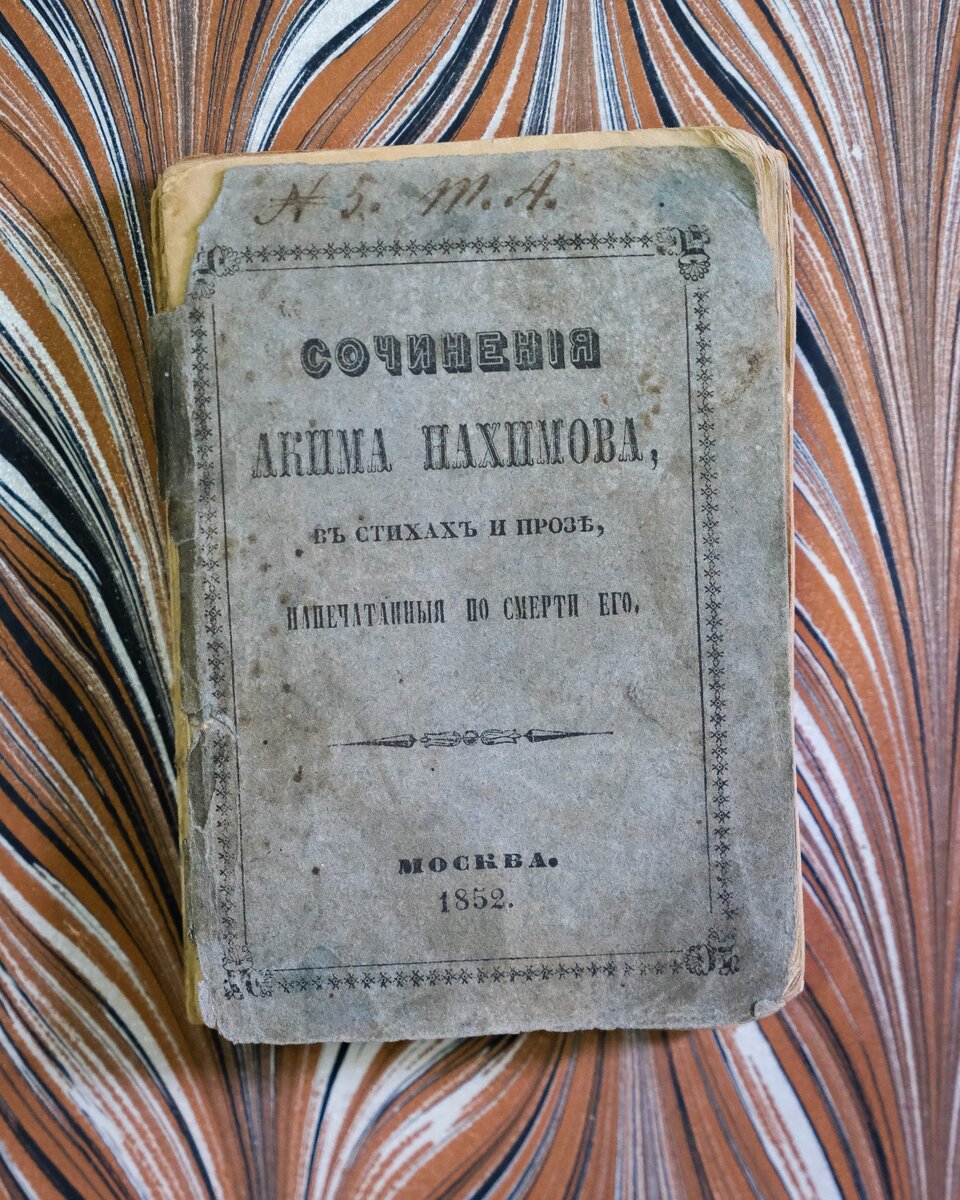 № 5. Т. А.
СОЧИНЕНІЯ
АКИМА НАХИМОВА,
ВЪ СТИХАХЪ И ПРОЗѢ,
НАПЕЧАТАННЫЯ ПО СМЕРТИ ЕГО.
МОСКВА.
1852.